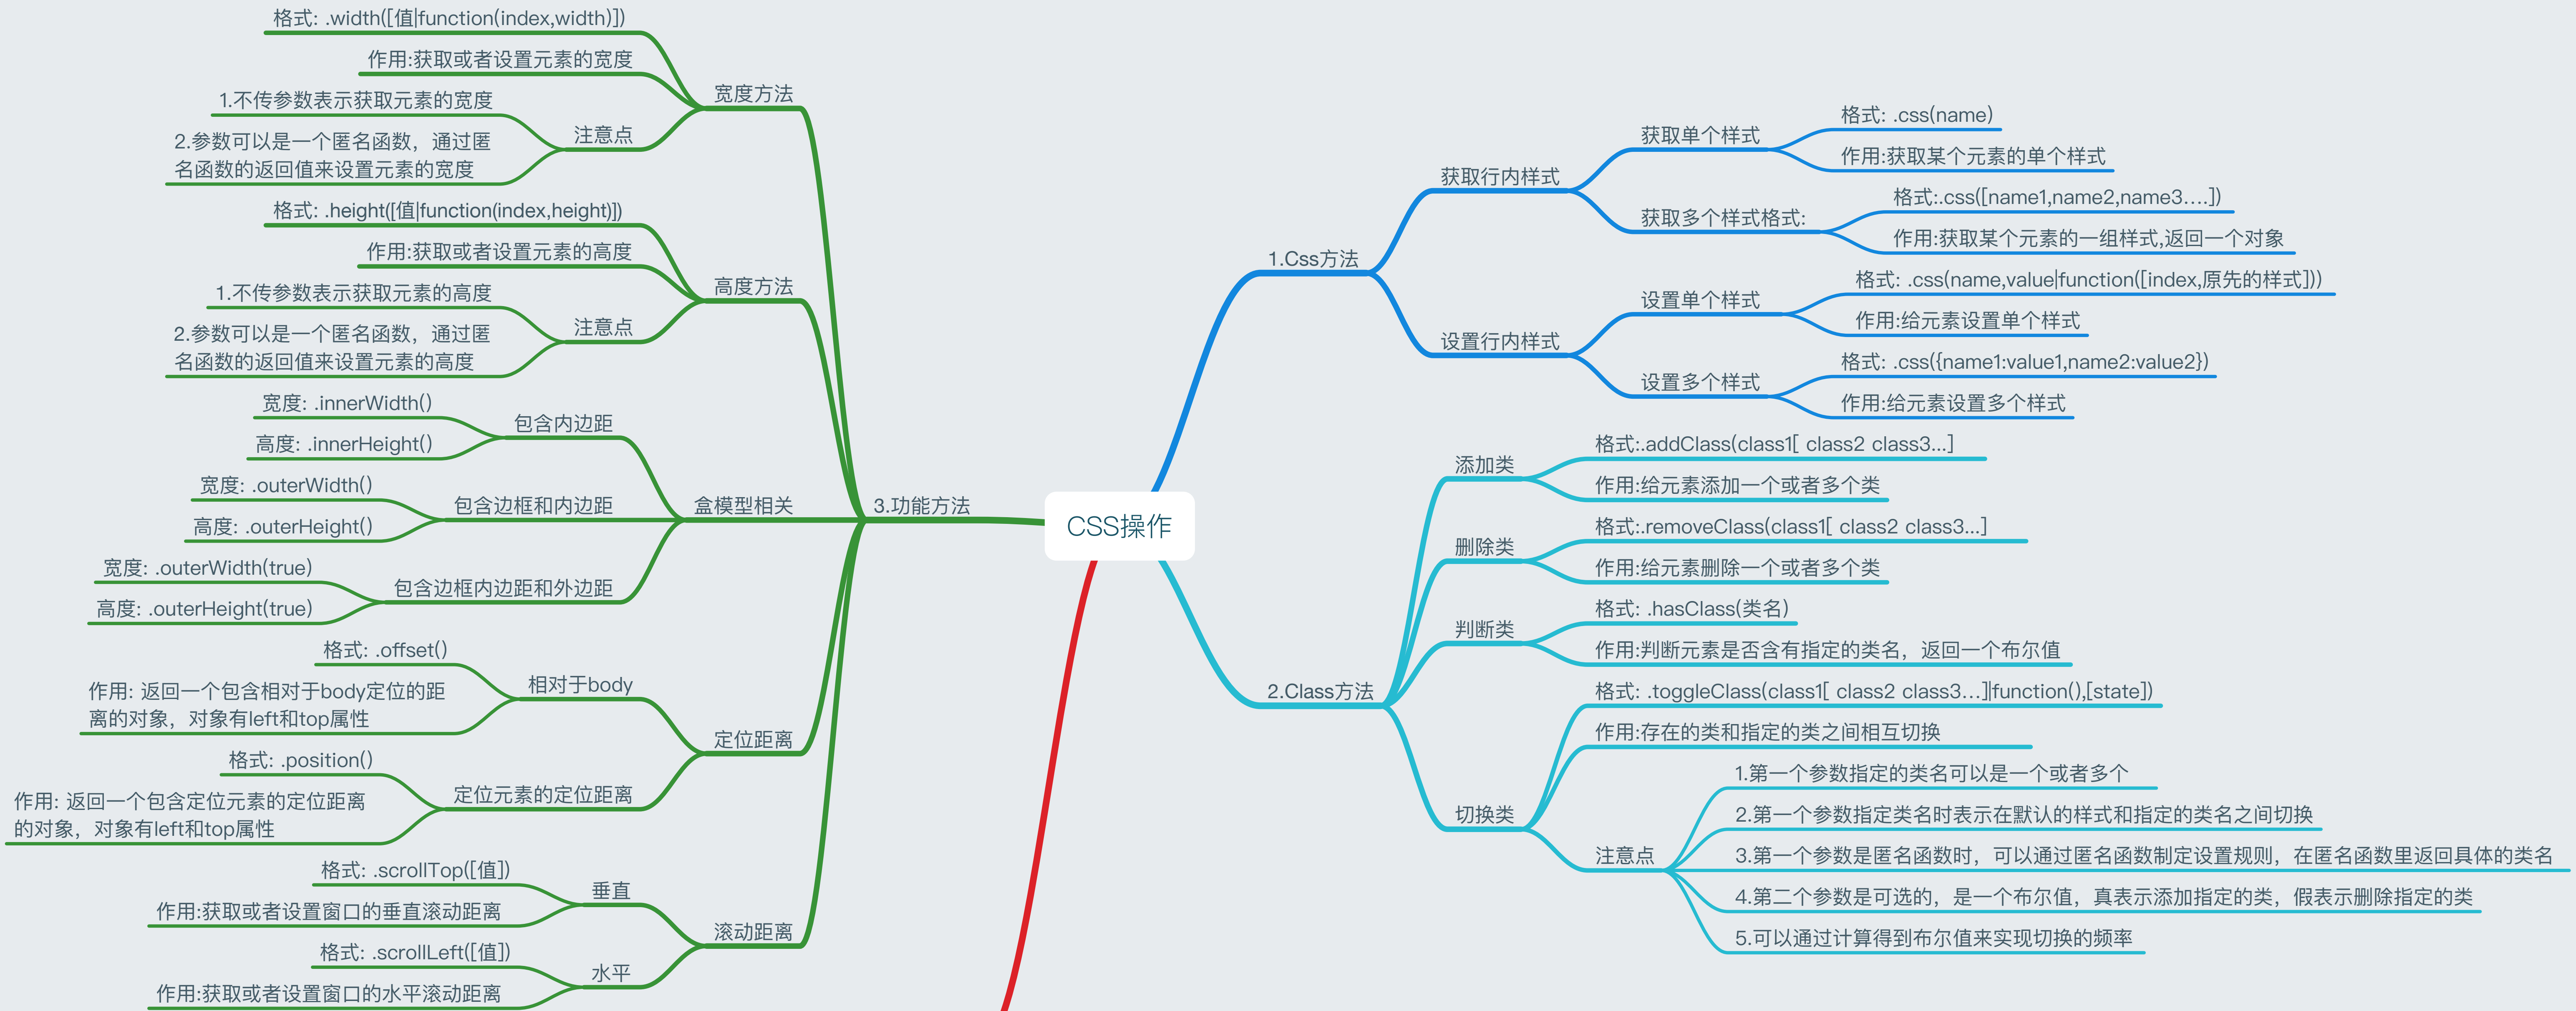 CSS操作
1.Css方法
获取行内样式
获取单个样式
格式: .css(name)
作用:获取某个元素的单个样式
获取多个样式格式:
格式:.css([name1,name2,name3....])
作用:获取某个元素的一组样式,返回一个对象
设置行内样式
设置单个样式
格式: .css(name,value|function([index,原先的样式]))
作用:给元素设置单个样式
设置多个样式
格式: .css({name1:value1,name2:value2})
作用:给元素设置多个样式
2.Class方法
添加类
格式:.addClass(class1[ class2 class3...]
作用:给元素添加一个或者多个类
删除类
格式:.removeClass(class1[ class2 class3...]
作用:给元素删除一个或者多个类
判断类
格式: .hasClass(类名)
作用:判断元素是否含有指定的类名，返回一个布尔值
切换类
格式: .toggleClass(class1[ class2 class3...]|function(),[state])
作用:存在的类和指定的类之间相互切换
注意点
1.第一个参数指定的类名可以是一个或者多个
2.第一个参数指定类名时表示在默认的样式和指定的类名之间切换
3.第一个参数是匿名函数时，可以通过匿名函数制定设置规则，在匿名函数里返回具体的类名
4.第二个参数是可选的，是一个布尔值，真表示添加指定的类，假表示删除指定的类
5.可以通过计算得到布尔值来实现切换的频率
3.功能方法
宽度方法
格式: .width([值|function(index,width)])
作用:获取或者设置元素的宽度
注意点
1.不传参数表示获取元素的宽度
2.参数可以是一个匿名函数，通过匿
名函数的返回值来设置元素的宽度
高度方法
格式: .height([值|function(index,height)])
作用:获取或者设置元素的高度
注意点
1.不传参数表示获取元素的高度
2.参数可以是一个匿名函数，通过匿
名函数的返回值来设置元素的高度
盒模型相关
包含内边距
宽度: .innerWidth()
高度: .innerHeight()
包含边框和内边距
宽度: .outerWidth()
高度: .outerHeight()
包含边框内边距和外边距
宽度: .outerWidth(true)
高度: .outerHeight(true)
定位距离
相对于body
格式: .offset()
作用: 返回一个包含相对于body定位的距
离的对象，对象有left和top属性
定位元素的定位距离
格式: .position()
作用: 返回一个包含定位元素的定位距离
的对象，对象有left和top属性
滚动距离
垂直
格式: .scrollTop([值])
作用:获取或者设置窗口的垂直滚动距离
水平
格式: .scrollLeft([值])
作用:获取或者设置窗口的水平滚动距离